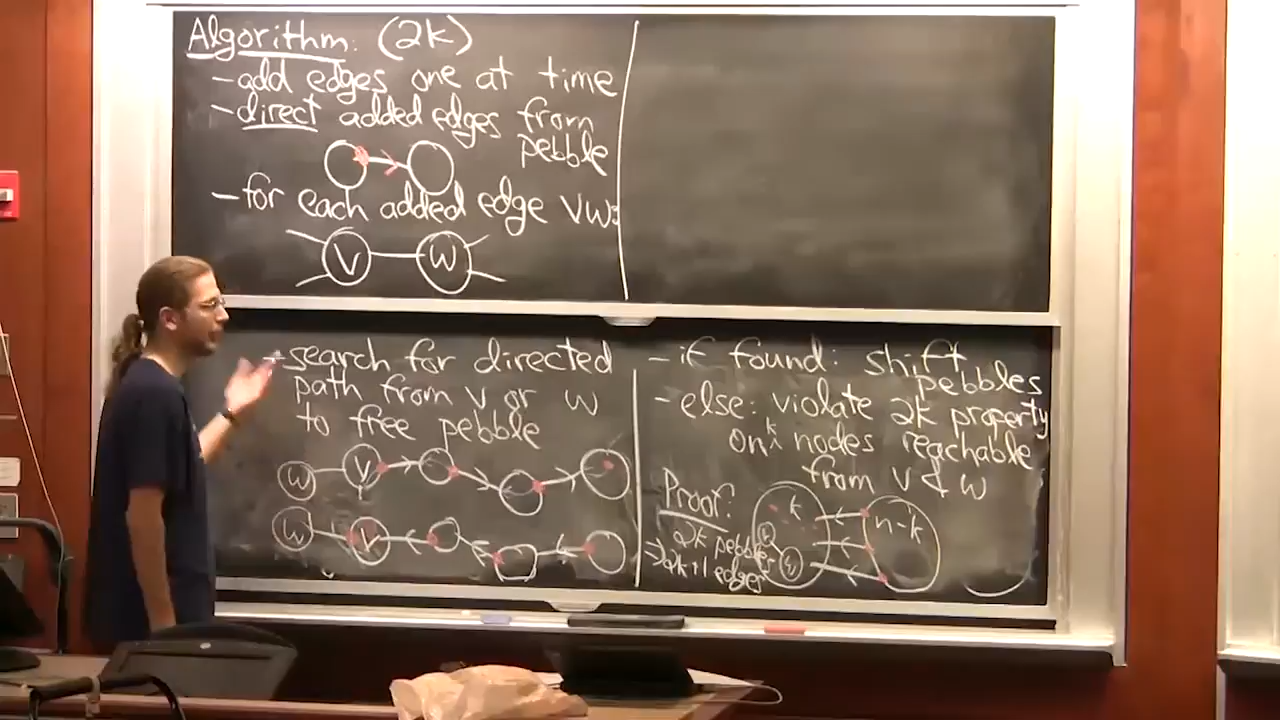 Algorithm: (2k)
- add edges one at time
- direct added edges from
pebble
- for each added edge vw:
V W
- search for directed
path from v or w
to free pebble
W V
W V
- if found: shift
pebbles
- else: violate 2k property
on k nodes reachable
from v & w
Proof:
2k pebbles
⇒ 2k+1 edges
k n-k
v
w